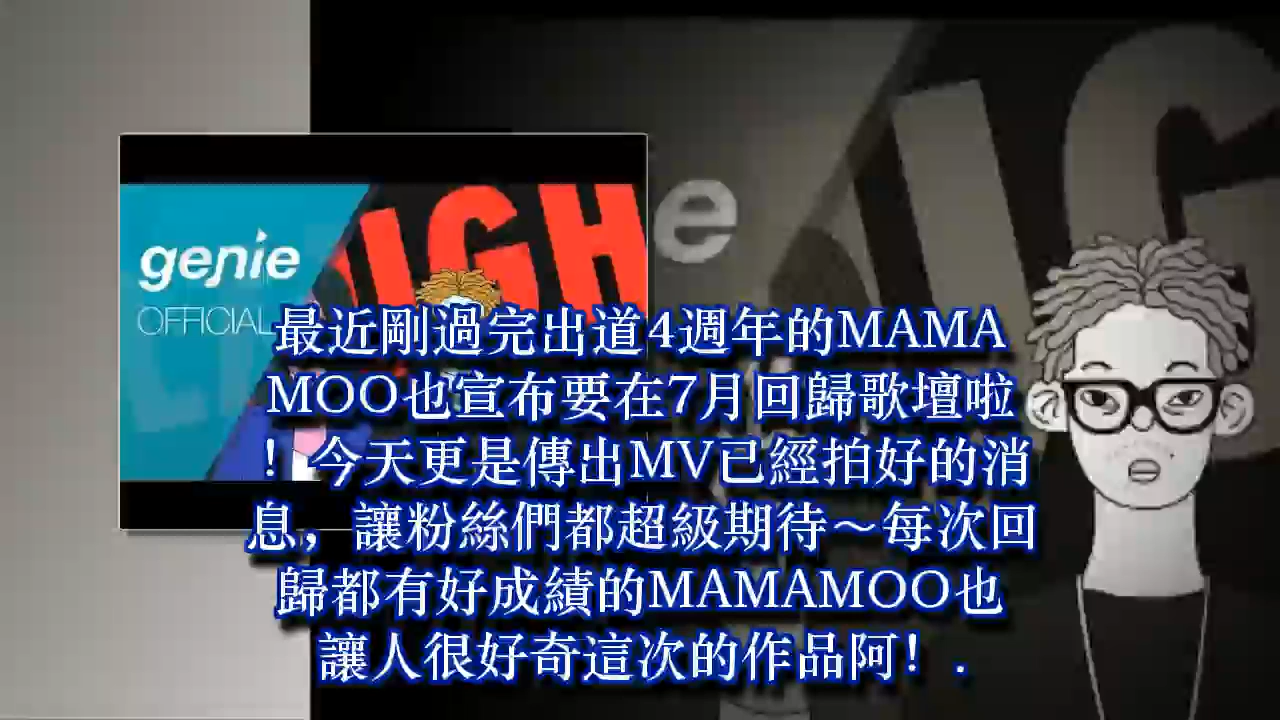 genie
OFFICIAL
IGH
e
IG
最近剛過完出道4週年的MAMA
MOO也宣布要在7月回歸歌壇啦
！今天更是傳出MV已經拍好的消
息，讓粉絲們都超級期待～每次回
歸都有好成績的MAMAMOO也
讓人很好奇這次的作品阿！.